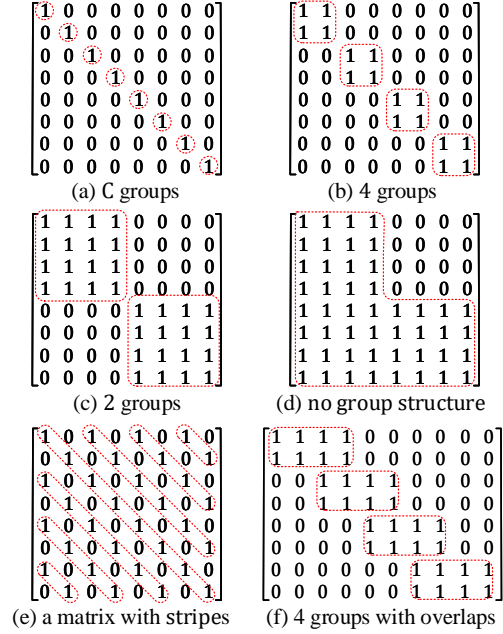 1 0 0 0 0 0 0 0
0 1 0 0 0 0 0 0
0 0 1 0 0 0 0 0
0 0 0 1 0 0 0 0
0 0 0 0 1 0 0 0
0 0 0 0 0 1 0 0
0 0 0 0 0 0 1 0
0 0 0 0 0 0 0 1
(a) C groups
1 1 0 0 0 0 0 0
1 1 0 0 0 0 0 0
0 0 1 1 0 0 0 0
0 0 1 1 0 0 0 0
0 0 0 0 1 1 0 0
0 0 0 0 1 1 0 0
0 0 0 0 0 0 1 1
0 0 0 0 0 0 1 1
(b) 4 groups
1 1 1 1 0 0 0 0
1 1 1 1 0 0 0 0
1 1 1 1 0 0 0 0
1 1 1 1 0 0 0 0
0 0 0 0 1 1 1 1
0 0 0 0 1 1 1 1
0 0 0 0 1 1 1 1
0 0 0 0 1 1 1 1
(c) 2 groups
1 1 1 1 0 0 0 0
1 1 1 1 0 0 0 0
1 1 1 1 0 0 0 0
1 1 1 1 0 0 0 0
1 1 1 1 1 1 1 1
1 1 1 1 1 1 1 1
1 1 1 1 1 1 1 1
1 1 1 1 1 1 1 1
(d) no group structure
1 0 1 0 1 0 1 0
0 1 0 1 0 1 0 1
1 0 1 0 1 0 1 0
0 1 0 1 0 1 0 1
1 0 1 0 1 0 1 0
0 1 0 1 0 1 0 1
1 0 1 0 1 0 1 0
0 1 0 1 0 1 0 1
(e) a matrix with stripes
1 1 1 1 0 0 0 0 0 0
1 1 1 1 0 0 0 0 0 0
0 0 1 1 1 1 0 0 0 0
0 0 1 1 1 1 0 0 0 0
0 0 0 0 1 1 1 1 0 0
0 0 0 0 1 1 1 1 0 0
0 0 0 0 0 0 1 1 1 1
0 0 0 0 0 0 1 1 1 1
(f) 4 groups with overlaps